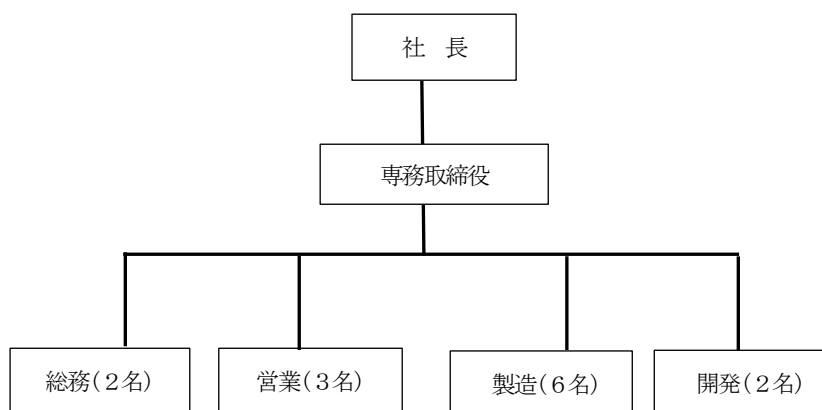 社　長
専務取締役
総務(２名)
営業(３名)
製造(６名)
開発(２名)